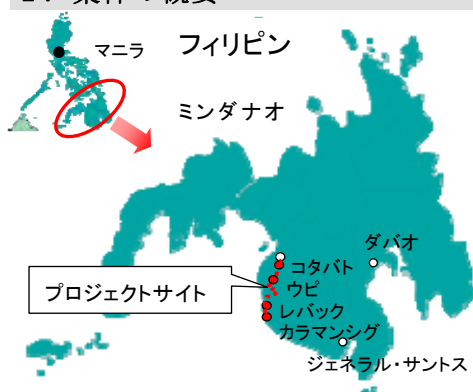 マニラ
フィリピン
ミンダナオ
ダバオ
コタバト
ウピ
プロジェクトサイト
レバック
カラマンシグ
ジェネラル・サントス